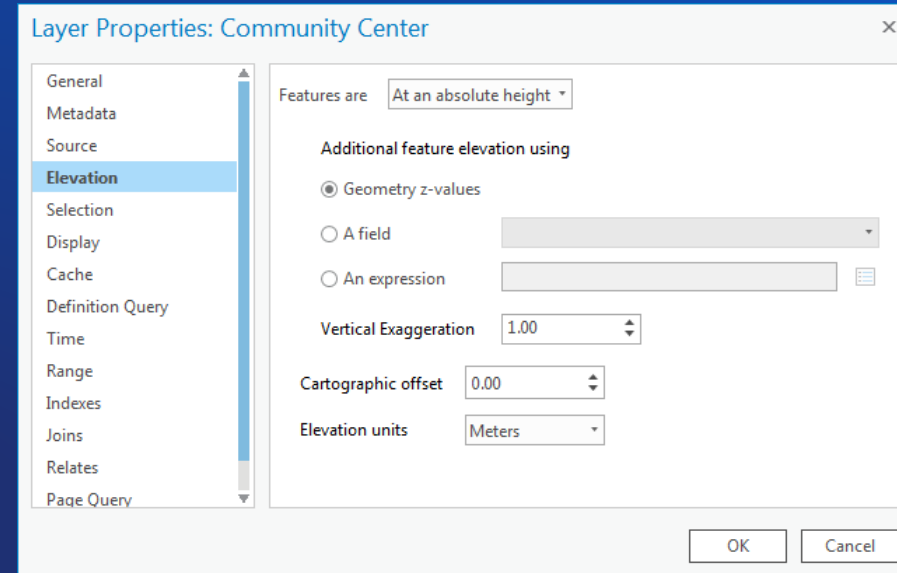 Layer Properties: Community Center
General
Metadata
Source
Elevation
Selection
Display
Cache
Definition Query
Time
Range
Indexes
Joins
Relates
Page Query
Features are At an absolute height
Additional feature elevation using
Geometry z-values
A field
An expression
Vertical Exaggeration 1.00
Cartographic offset 0.00
Elevation units Meters
OK Cancel